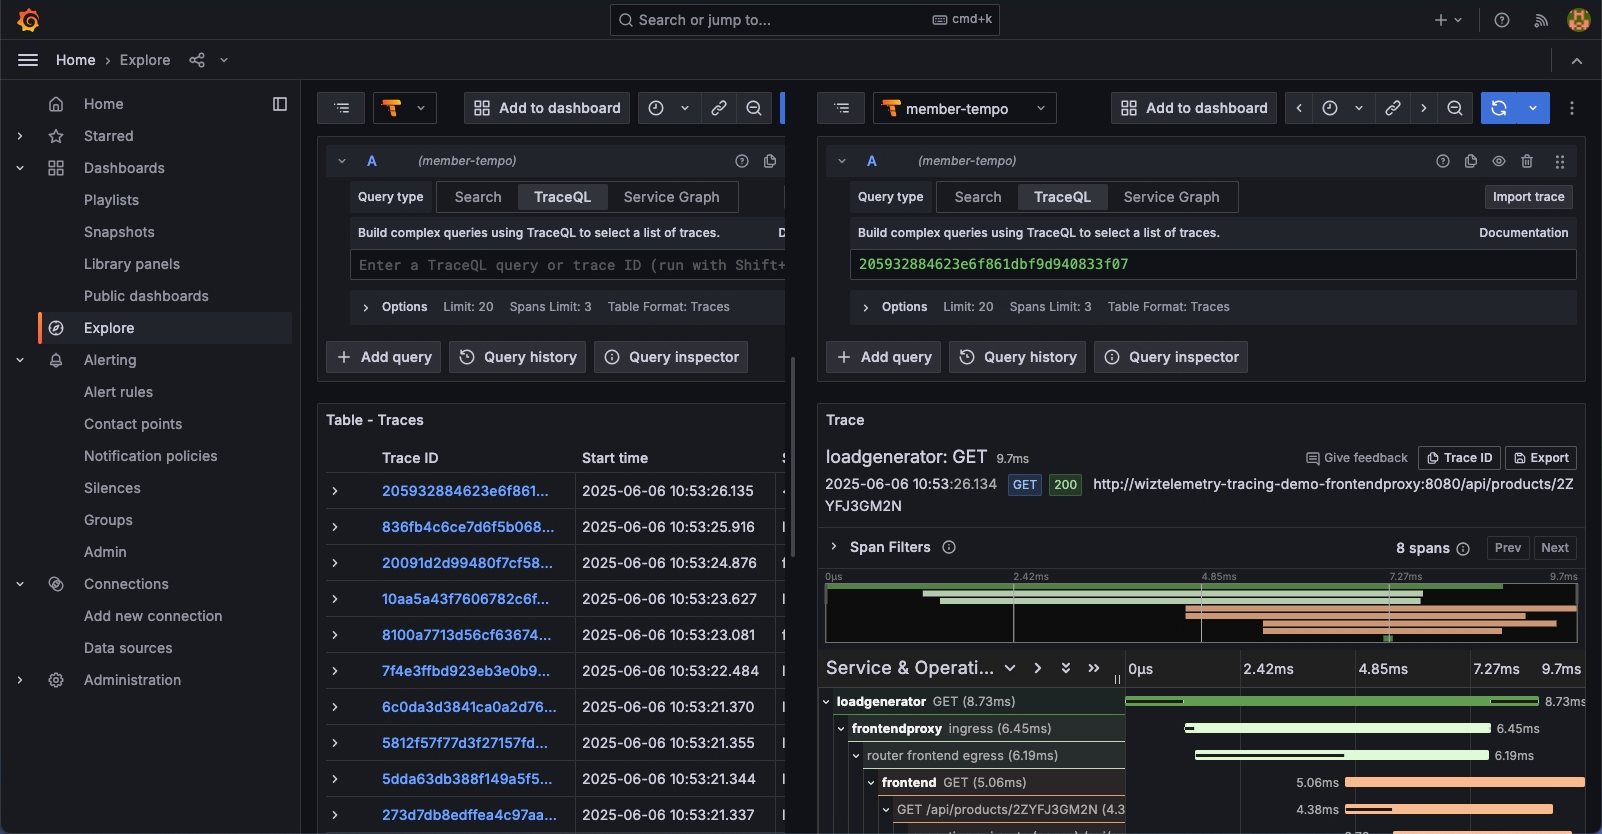 Search or jump to...
cmd+k
Home › Explore
Home
Starred
Dashboards
Playlists
Snapshots
Library panels
Public dashboards
Explore
Alerting
Alert rules
Contact points
Notification policies
Silences
Groups
Admin
Connections
Add new connection
Data sources
Administration
Add to dashboard
A (member-tempo)
Query type Search TraceQL Service Graph
Build complex queries using TraceQL to select a list of traces. D
Enter a TraceQL query or trace ID (run with Shift+
Options Limit: 20 Spans Limit: 3 Table Format: Traces
+ Add query Query history Query inspector
Table - Traces
Trace ID Start time
205932884623e6f861... 2025-06-06 10:53:26.135
836fb4c6ce7d6f5b068... 2025-06-06 10:53:25.916
20091d2d99480f7cf58... 2025-06-06 10:53:24.876
10aa5a43f7606782c6f... 2025-06-06 10:53:23.627
8100a7713d56cf63674... 2025-06-06 10:53:23.081
7f4e3ffbd923eb3e0b9... 2025-06-06 10:53:22.484
6c0da3d3841ca0a2d76... 2025-06-06 10:53:21.370
5812f57f77d3f27157fd... 2025-06-06 10:53:21.355
5dda63db388f149a5f5... 2025-06-06 10:53:21.344
273d7db8edffea4c97aa... 2025-06-06 10:53:21.337
member-tempo
Add to dashboard
A (member-tempo)
Query type Search TraceQL Service Graph Import trace
Build complex queries using TraceQL to select a list of traces. Documentation
205932884623e6f861dbf9d940833f07
Options Limit: 20 Spans Limit: 3 Table Format: Traces
+ Add query Query history Query inspector
Trace
loadgenerator: GET 9.7ms Give feedback Trace ID Export
2025-06-06 10:53:26.134 GET 200 http://wiztelemetry-tracing-demo-frontendproxy:8080/api/products/2Z
YFJ3GM2N
Span Filters 8 spans Prev Next
0μs 2.42ms 4.85ms 7.27ms 9.7ms
Service & Operati... 0μs 2.42ms 4.85ms 7.27ms 9.7ms
loadgenerator GET (8.73ms) 8.73ms
frontendproxy ingress (6.45ms) 6.45ms
router frontend egress (6.19ms) 6.19ms
frontend GET (5.06ms) 5.06ms
GET /api/products/2ZYFJ3GM2N (4.3 4.38ms